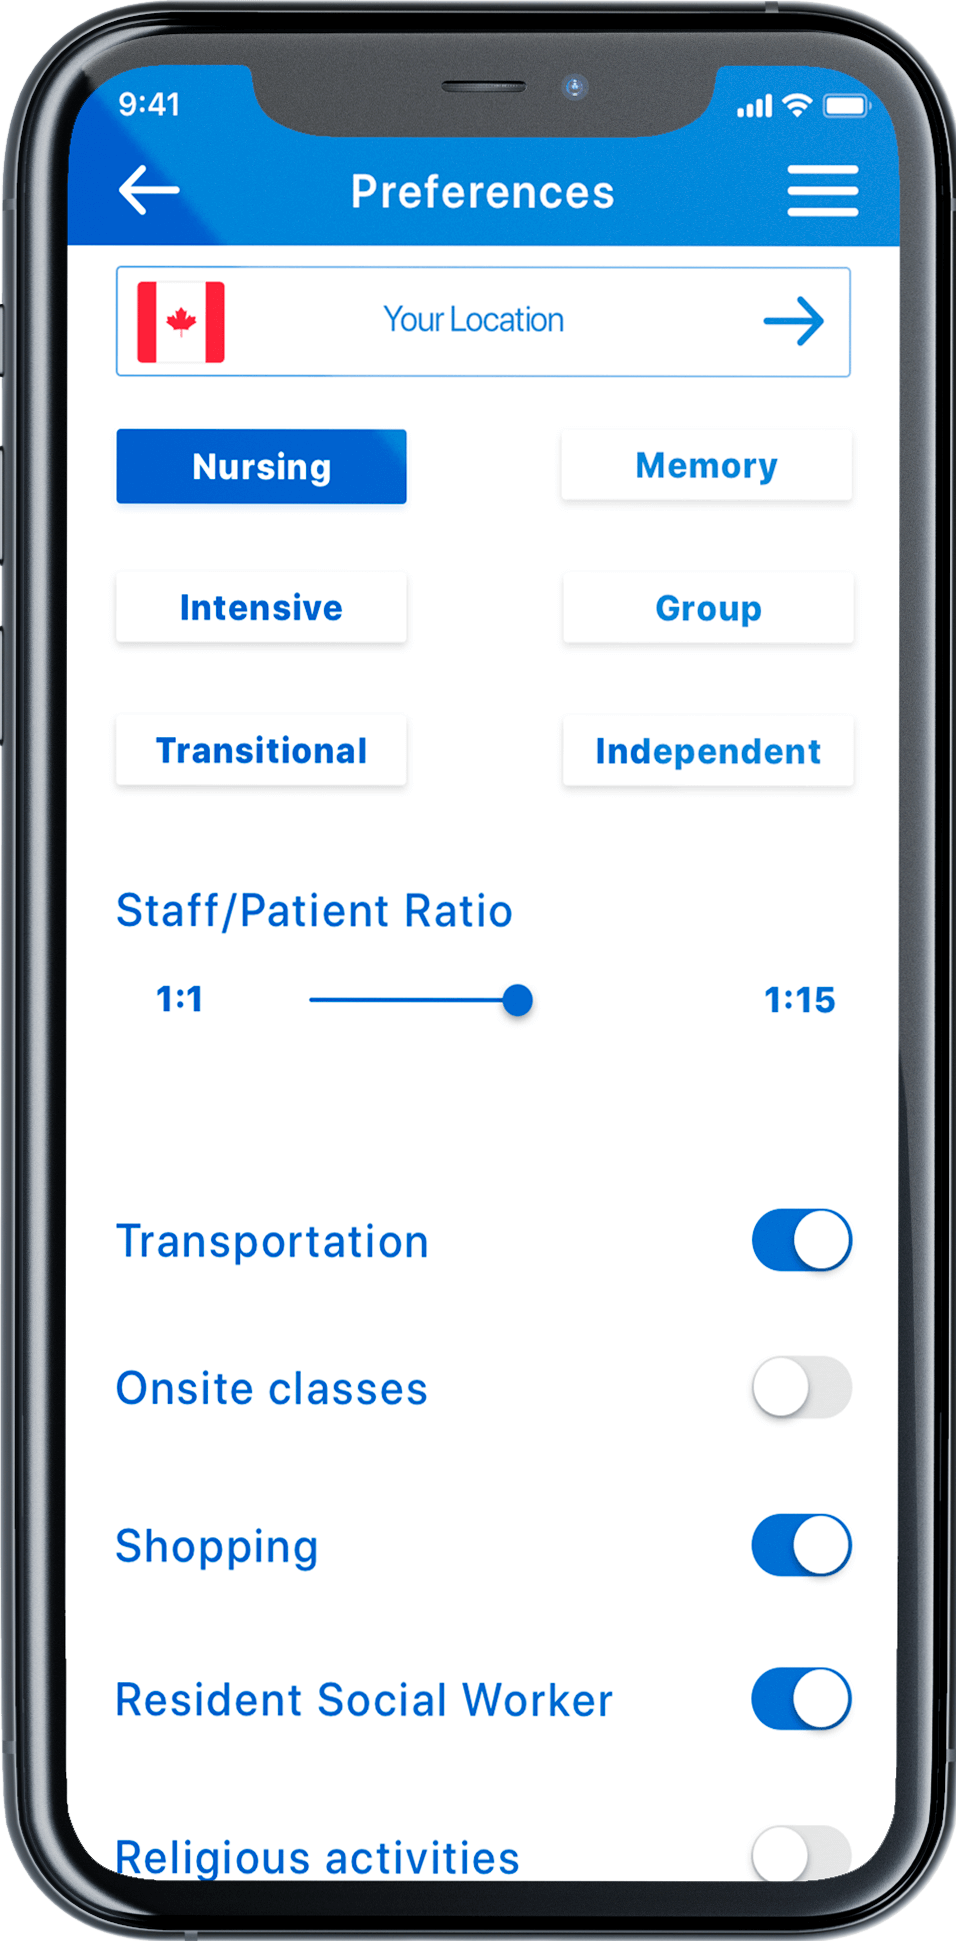 9:41
Preferences
Your Location
Nursing Memory
Intensive Group
Transitional Independent
Staff/Patient Ratio
1:1 1:15
Transportation
Onsite classes
Shopping
Resident Social Worker
Religious activities